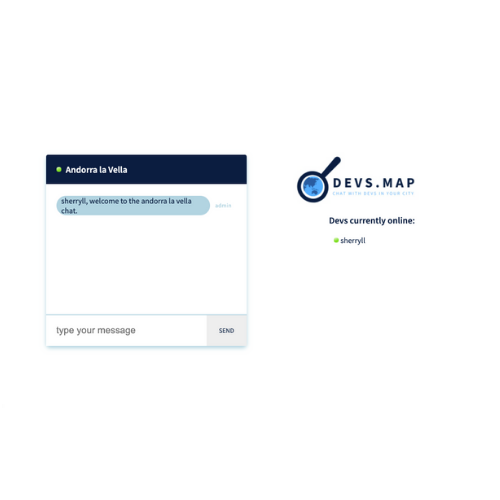 Andorra la Vella
sherryll, welcome to the andorra la vella
chat.
admin
type your message
SEND
DEVS.MAP
CHAT WITH DEVS IN YOUR CITY
Devs currently online:
sherryll